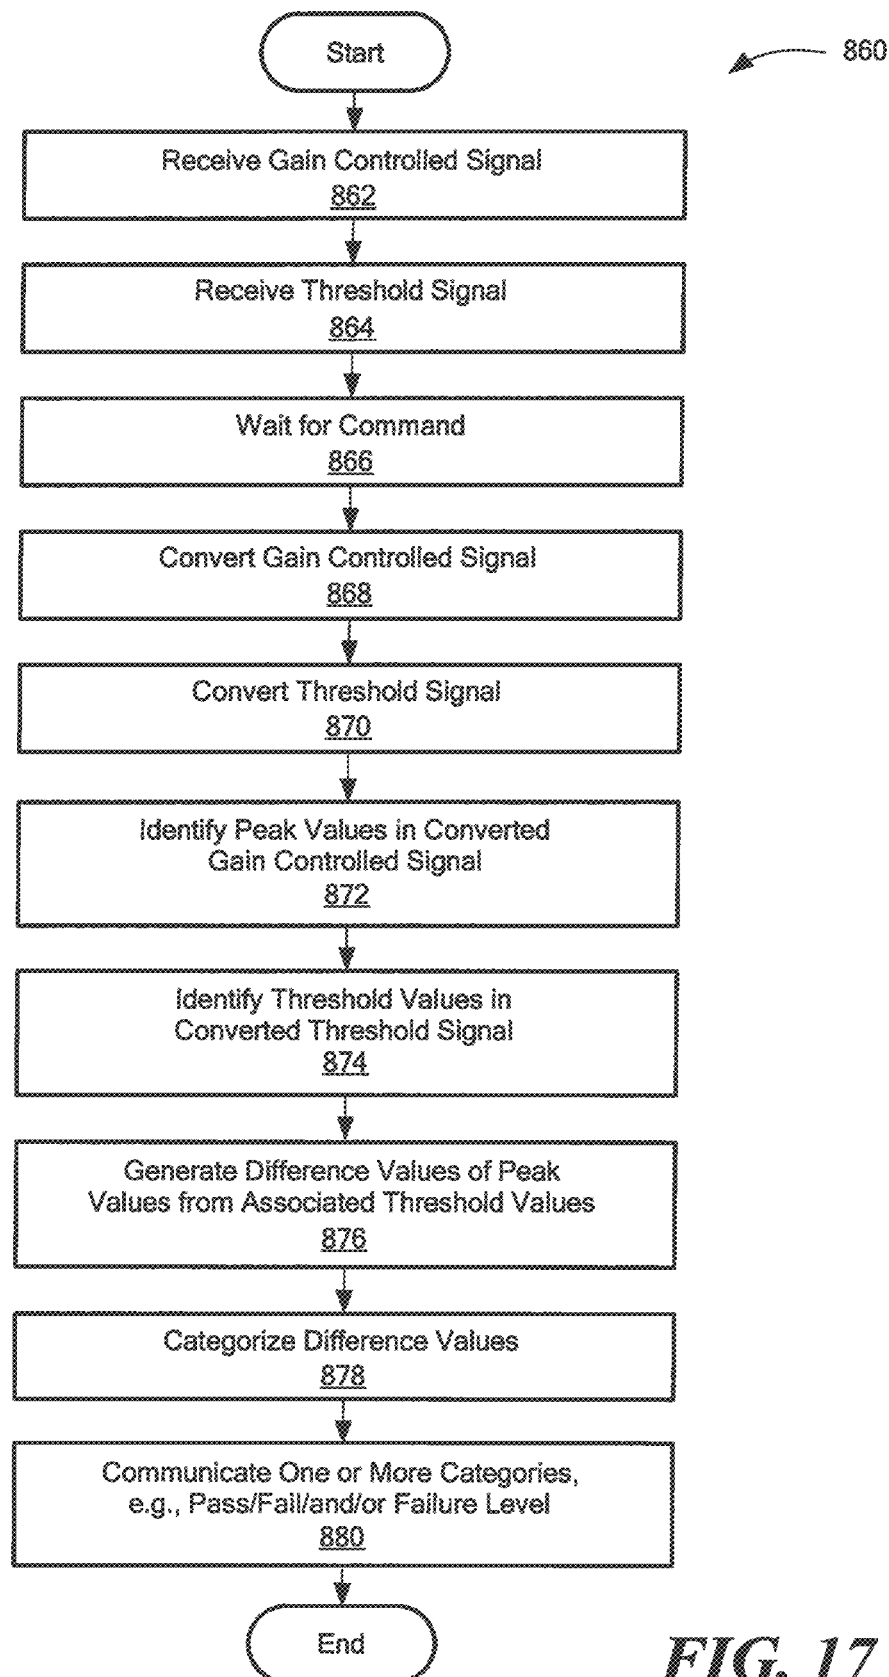 Start
860
Receive Gain Controlled Signal
862
Receive Threshold Signal
864
Wait for Command
866
Convert Gain Controlled Signal
868
Convert Threshold Signal
870
Identify Peak Values in Converted
Gain Controlled Signal
872
Identify Threshold Values in
Converted Threshold Signal
874
Generate Difference Values of Peak
Values from Associated Threshold Values
876
Categorize Difference Values
878
Communicate One or More Categories,
e.g., Pass/Fail/and/or Failure Level
880
End
FIG. 17